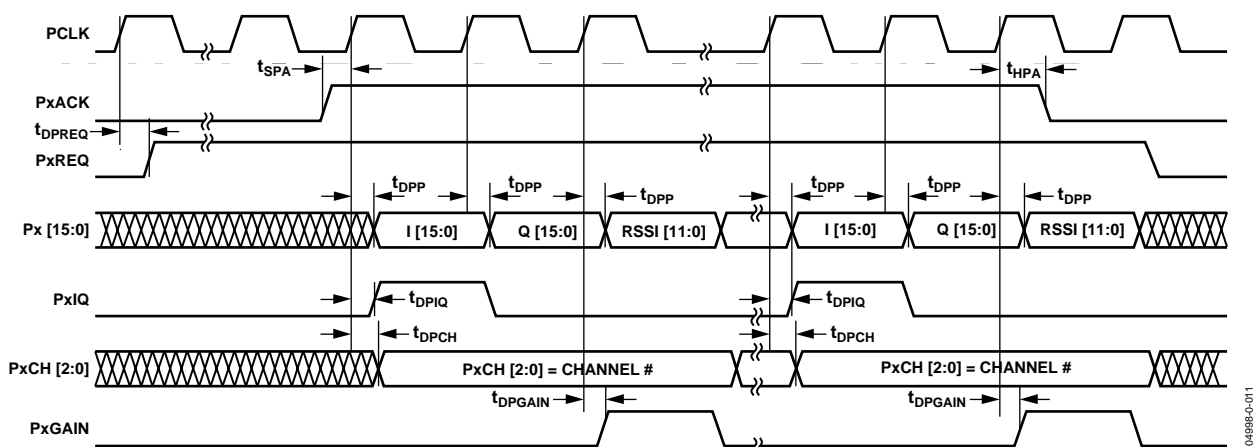 PCLK
tSPA
tHPA
PxACK
tDPREQ
PxREQ
tDPP tDPP tDPP tDPP tDPP tDPP
Px [15:0] I [15:0] Q [15:0] RSSI [11:0] I [15:0] Q [15:0] RSSI [11:0]
PxIQ tDPIQ tDPIQ
tDPCH tDPCH
PxCH [2:0] PxCH [2:0] = CHANNEL # PxCH [2:0] = CHANNEL #
tDPGAIN tDPGAIN
PxGAIN
04998-0-011